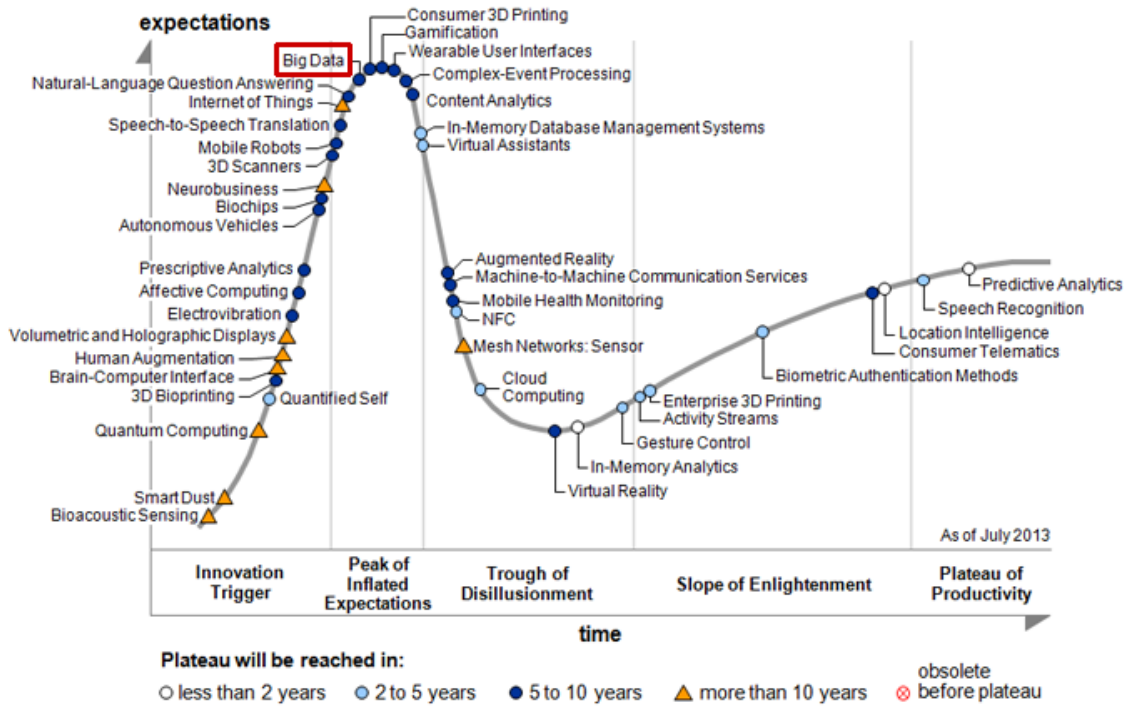 expectations
Consumer 3D Printing
Gamification
Wearable User Interfaces
Big Data
Complex-Event Processing
Natural-Language Question Answering
Content Analytics
Internet of Things
Speech-to-Speech Translation
In-Memory Database Management Systems
Mobile Robots
Virtual Assistants
3D Scanners
Neurobusiness
Biochips
Autonomous Vehicles
Augmented Reality
Prescriptive Analytics
Machine-to-Machine Communication Services
Predictive Analytics
Affective Computing
Mobile Health Monitoring
Speech Recognition
Electrovibration
NFC
Volumetric and Holographic Displays
Location Intelligence
Mesh Networks: Sensor
Consumer Telematics
Human Augmentation
Brain-Computer Interface
Biometric Authentication Methods
Cloud
Computing
3D Bioprinting
Quantified Self
Enterprise 3D Printing
Activity Streams
Quantum Computing
Gesture Control
In-Memory Analytics
Virtual Reality
Smart Dust
Bioacoustic Sensing
As of July 2013
Innovation
Trigger
Peak of
Inflated
Expectations
Trough of
Disillusionment
Slope of Enlightenment
Plateau of
Productivity
time
Plateau will be reached in:
less than 2 years
2 to 5 years
5 to 10 years
more than 10 years
obsolete
before plateau